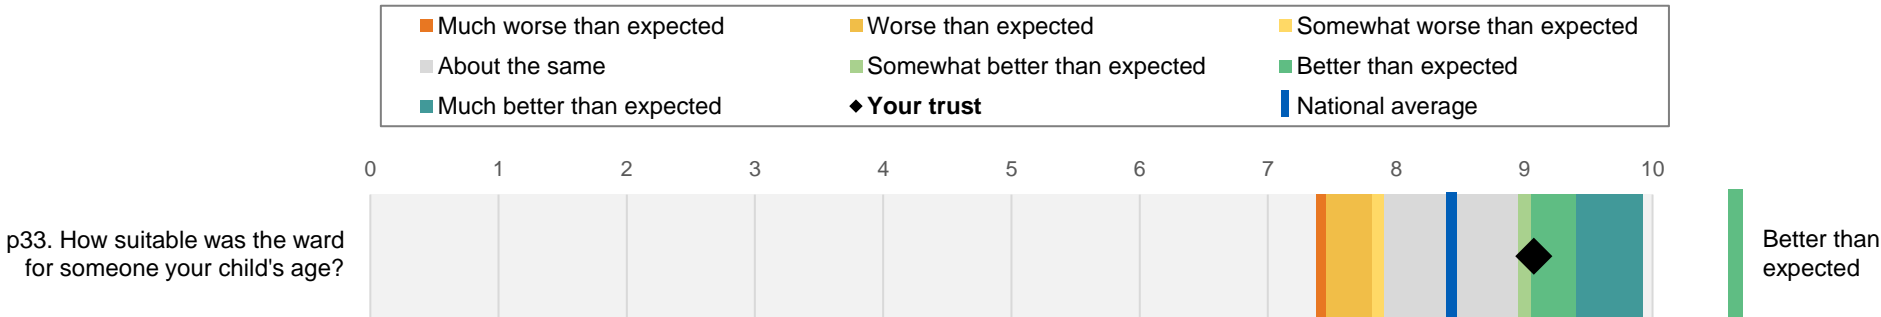 Much worse than expected
Worse than expected
Somewhat worse than expected
About the same
Somewhat better than expected
Better than expected
Much better than expected
Your trust
National average
0 1 2 3 4 5 6 7 8 9 10
p33. How suitable was the ward
for someone your child's age?
Better than
expected